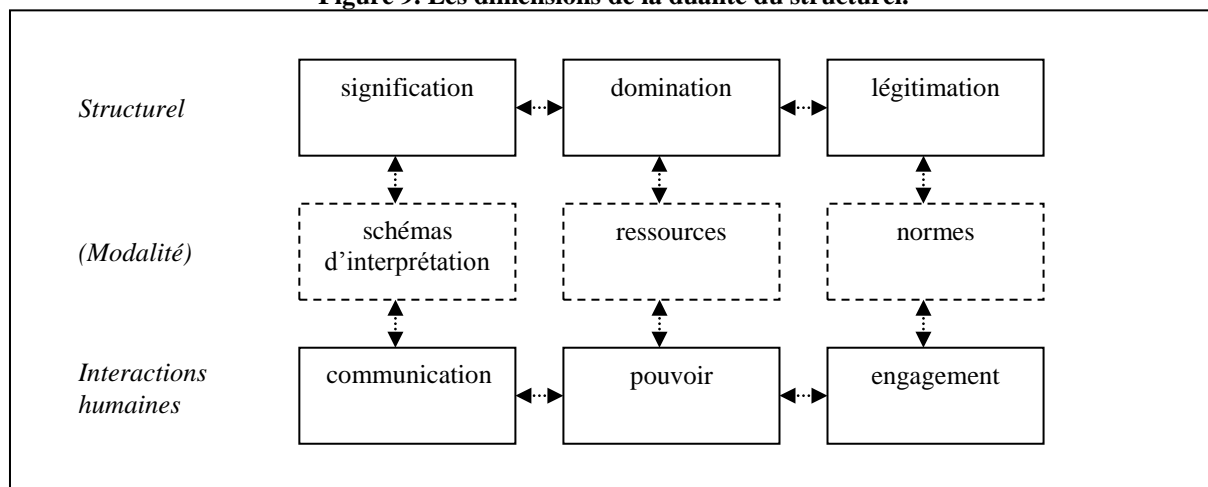 Figure 9. Les dimensions de la dualité du structurel.
signification domination légitimation
Structurel
schémas ressources normes
(Modalité) d'interprétation
communication pouvoir engagement
Interactions
humaines